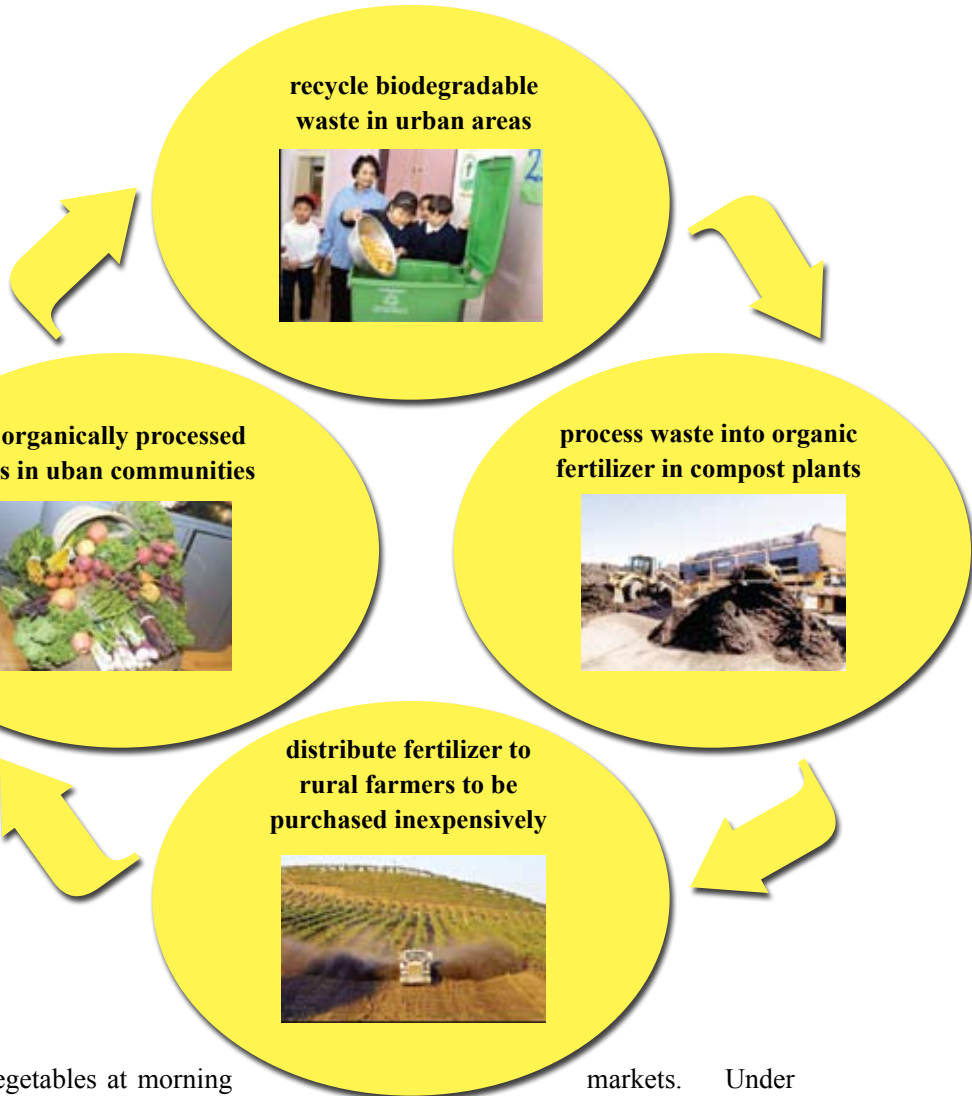 recycle biodegradable
waste in urban areas
organically processed
s in uban communities
process waste into organic
fertilizer in compost plants
distribute fertilizer to
rural farmers to be
purchased inexpensively
egetables at morning markets. Under